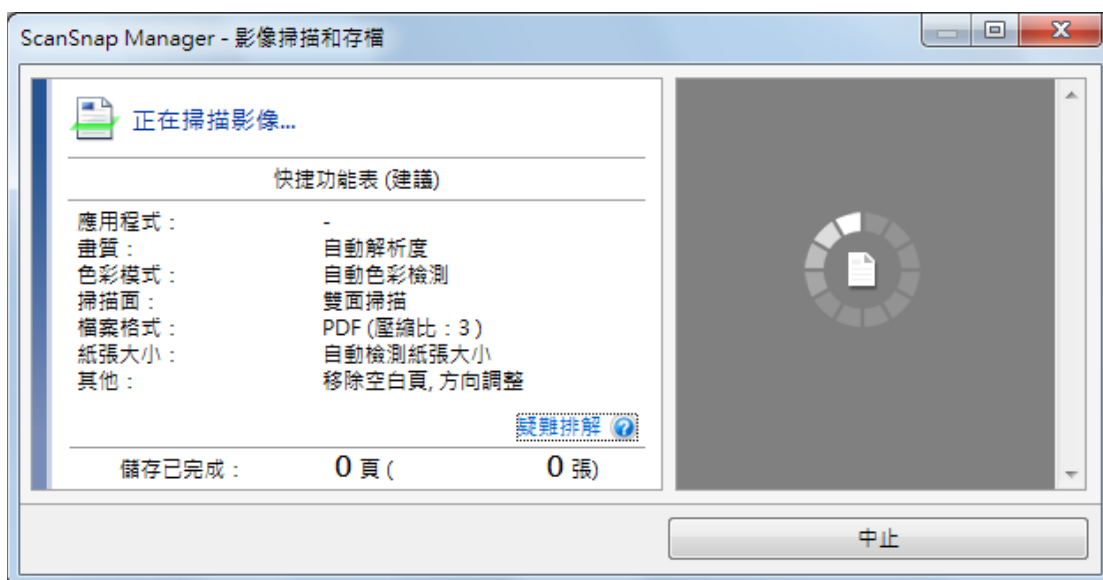 ScanSnap Manager - 影像掃描和存檔
正在掃描影像...
快捷功能表 (建議)
應用程式： -
畫質： 自動解析度
色彩模式： 自動色彩檢測
掃描面： 雙面掃描
檔案格式： PDF (壓縮比：3)
紙張大小： 自動檢測紙張大小
其他： 移除空白頁, 方向調整
疑難排解
儲存已完成： 0 頁 ( 0 張)
中止